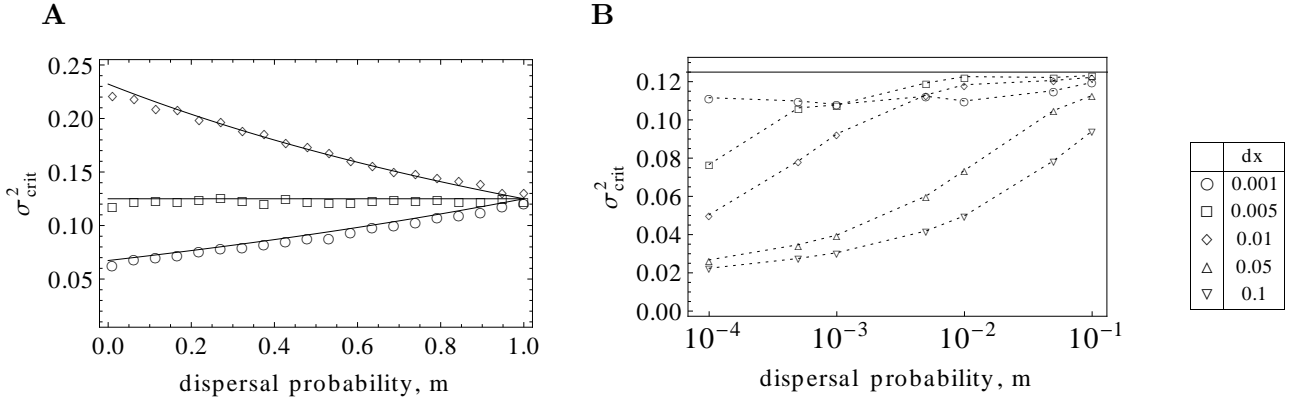 A
0.25
0.20
0.15
0.10
0.05
σ²crit
0.0 0.2 0.4 0.6 0.8 1.0
dispersal probability, m
B
0.12
0.10
0.08
0.06
0.04
0.02
0.00
σ²crit
10⁻⁴ 10⁻³ 10⁻² 10⁻¹
dispersal probability, m
dx
0.001
0.005
0.01
0.05
0.1